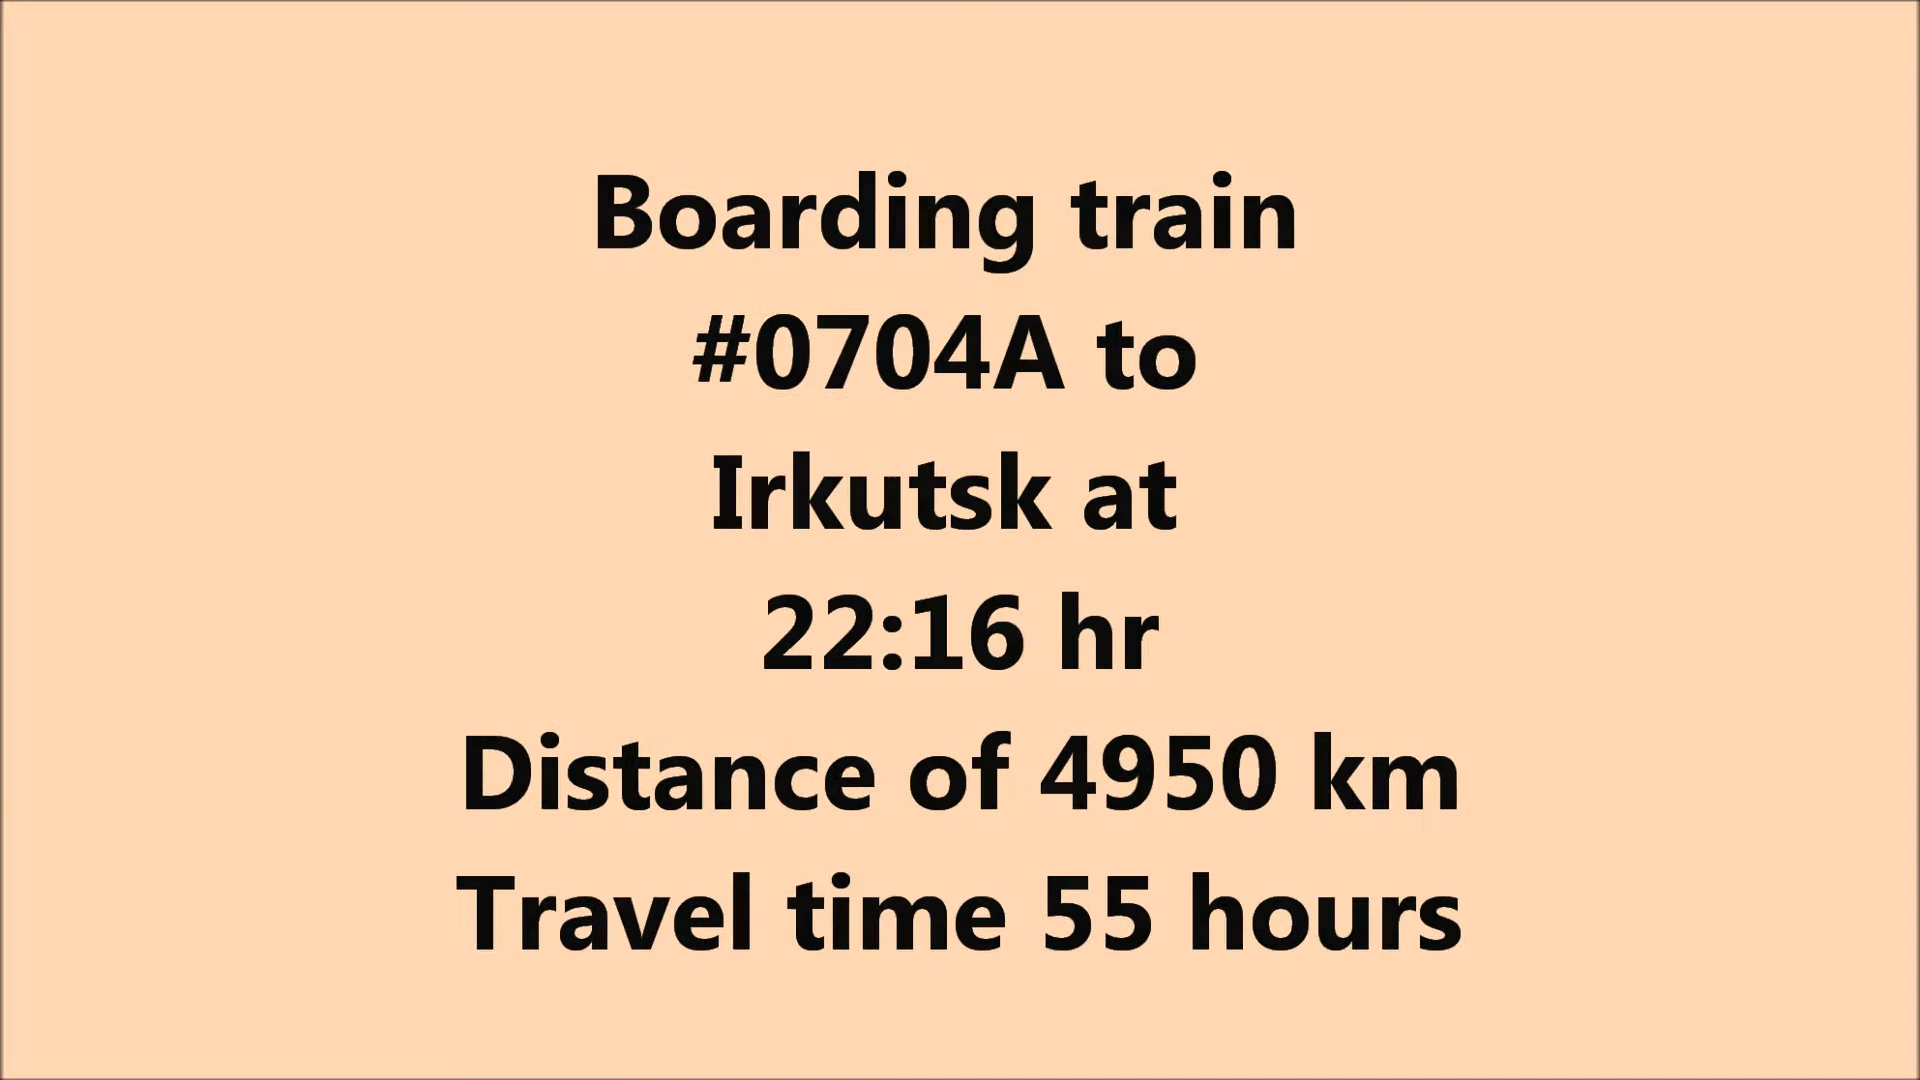 Boarding train
#0704A to
Irkutsk at
22:16 hr
Distance of 4950 km
Travel time 55 hours